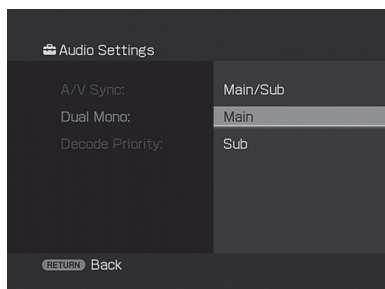 Audio Settings
A/V Sync:
Main/Sub
Dual Mono:
Main
Decode Priority:
Sub
RETURN Back